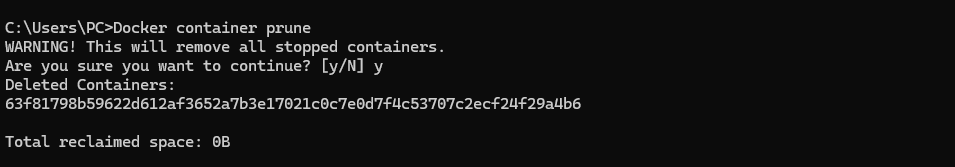 C:\Users\PC>Docker container prune
WARNING! This will remove all stopped containers.
Are you sure you want to continue? [y/N] y
Deleted Containers:
63f81798b59622d612af3652a7b3e17021c0c7e0d7f4c53707c2ecf24f29a4b6
Total reclaimed space: 0B